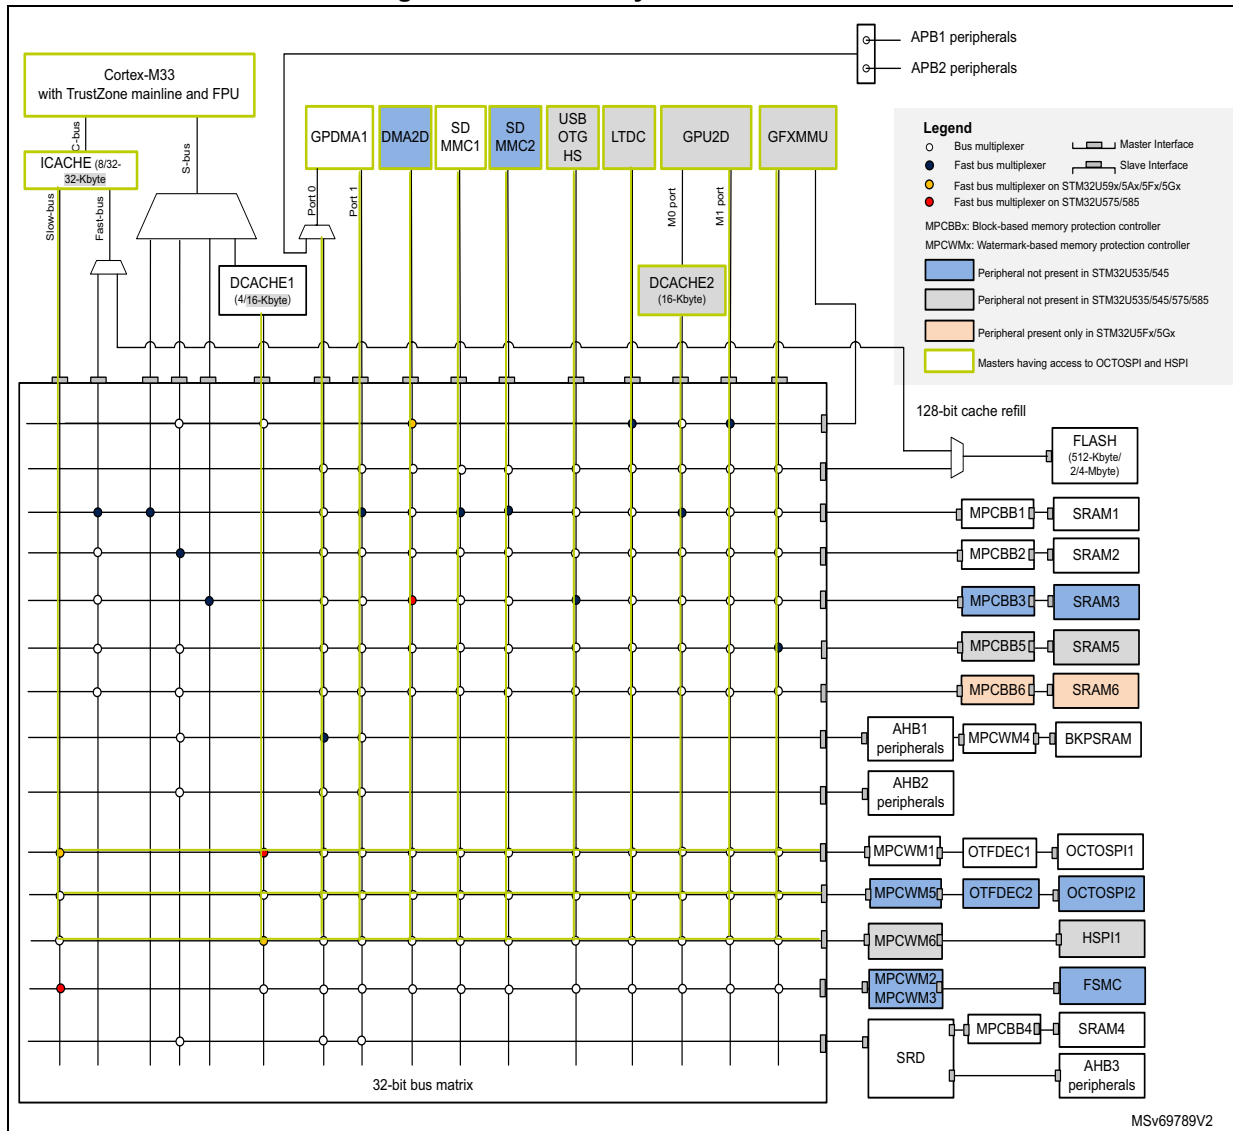 APB1 peripherals
APB2 peripherals
Cortex-M33
with TrustZone mainline and FPU
C-bus
S-bus
ICACHE (8/32-
32-Kbyte
Slow-bus
Fast-bus
GPDMA1
DMA2D
SD
MMC1
SD
MMC2
USB
OTG
HS
LTDC
GPU2D
GFXMMU
Port 0
Port 1
M0 port
M1 port
DCACHE1
(4/16-Kbyte)
DCACHE2
(16-Kbyte)
Legend
Bus multiplexer
Fast bus multiplexer
Fast bus multiplexer on STM32U59x/5Ax/5Fx/5Gx
Fast bus multiplexer on STM32U575/585
Master Interface
Slave Interface
MPCBBx: Block-based memory protection controller
MPCWMx: Watermark-based memory protection controller
Peripheral not present in STM32U535/545
Peripheral not present in STM32U535/545/575/585
Peripheral present only in STM32U5Fx/5Gx
Masters having access to OCTOSPI and HSPI
128-bit cache refill
FLASH
(512-Kbyte/
2/4-Mbyte)
MPCBB1
SRAM1
MPCBB2
SRAM2
MPCBB3
SRAM3
MPCBB5
SRAM5
MPCBB6
SRAM6
AHB1
peripherals
MPCWM4
BKPSRAM
AHB2
peripherals
MPCWM1
OTFDEC1
OCTOSPI1
MPCWM5
OTFDEC2
OCTOSPI2
MPCWM6
HSPI1
MPCWM2
MPCWM3
FSMC
SRD
MPCBB4
SRAM4
AHB3
peripherals
32-bit bus matrix
MSv69789V2